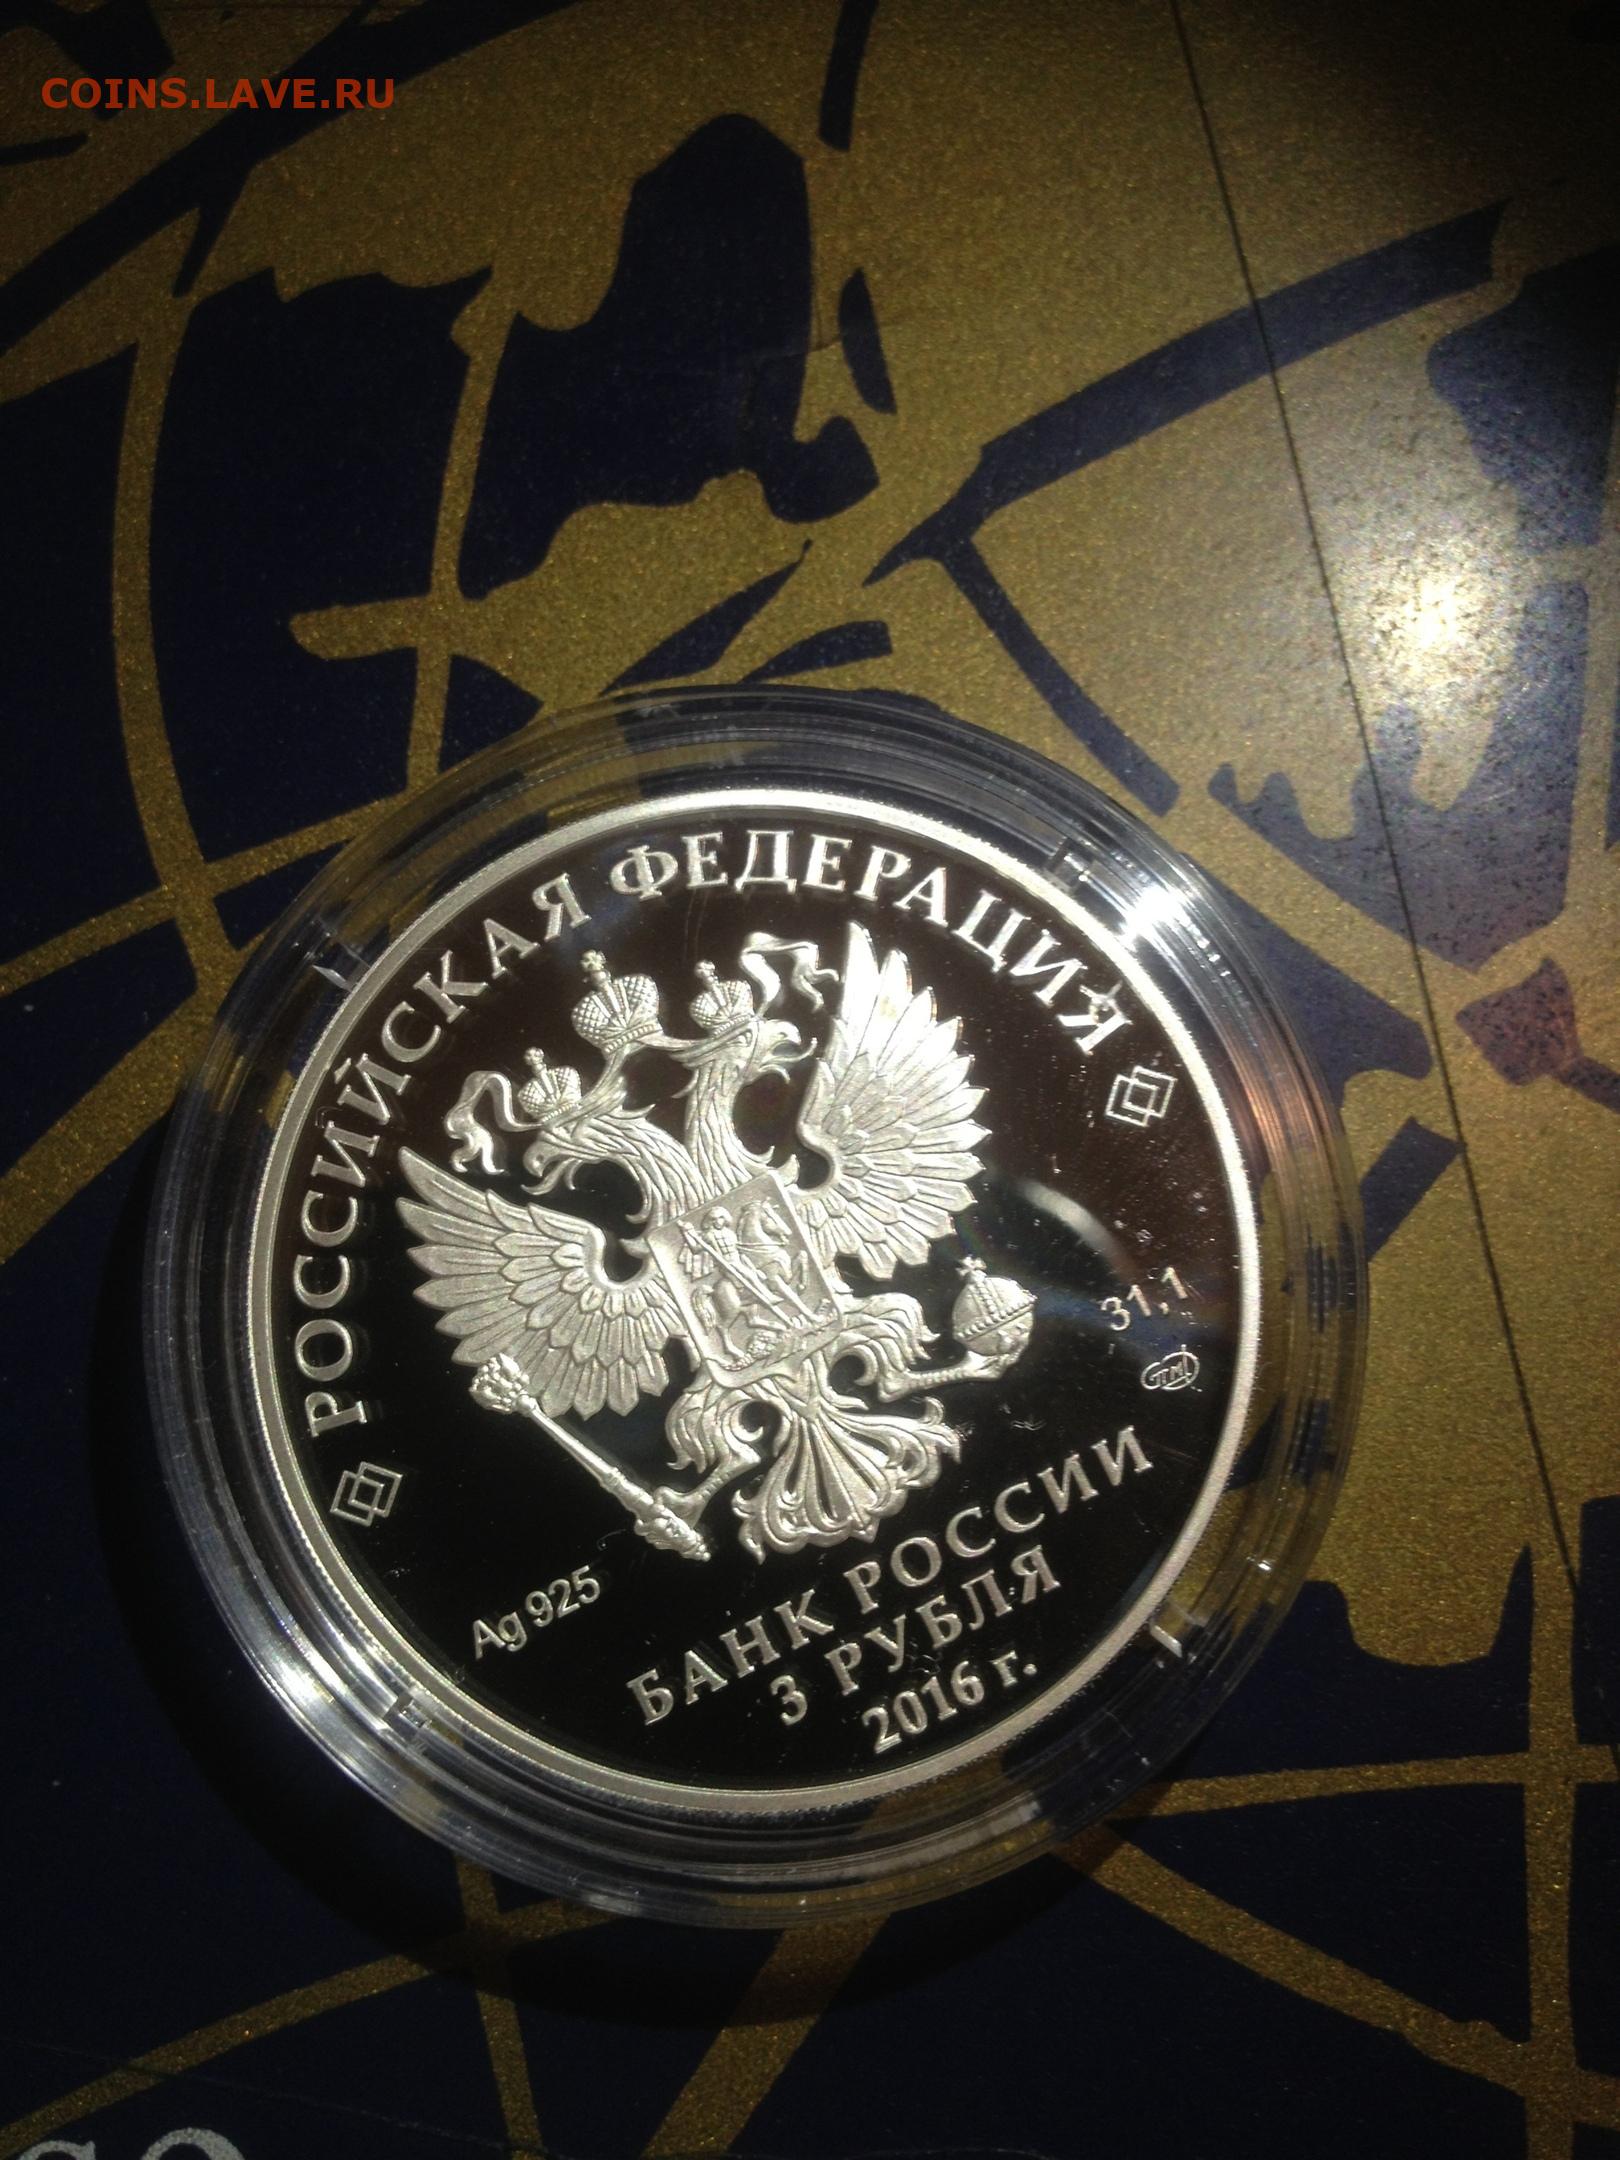 COINS.LAVE.RU
РОССИЙСКАЯ ФЕДЕРАЦИЯ
31,1
Ag 925
БАНК РОССИИ
3 РУБЛЯ
2016 г.